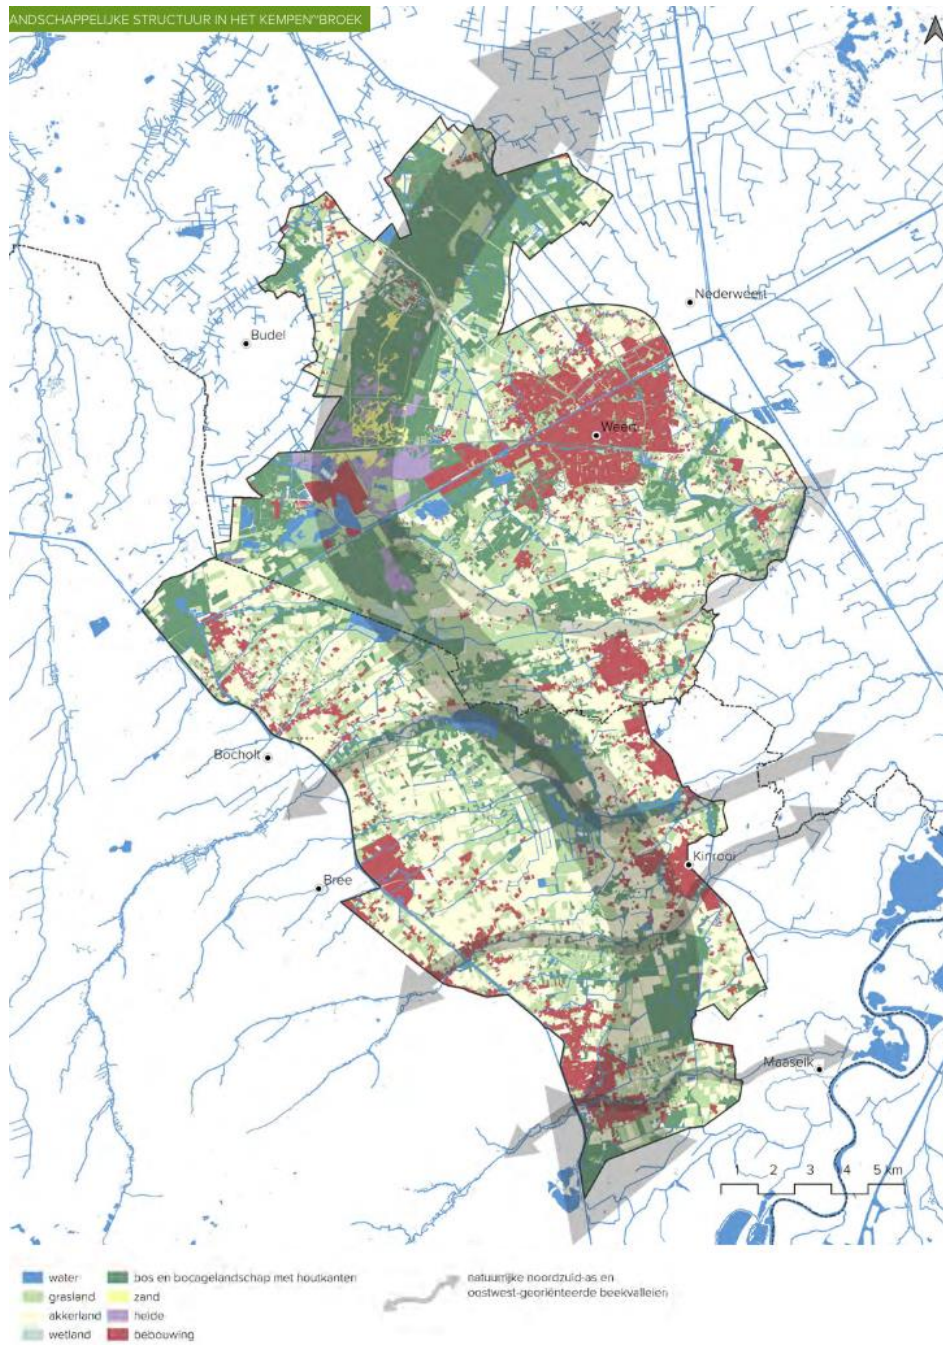 ANDSCHAPPELIJKE STRUCTUUR IN HET KEMPEN~BROEK
Nederweert
Budel
Weert
Bocholt
Kinrooi
Bree
Maaseik
1 2 3 4 5 km
water
grasland
akkerland
wetland
bos en bocagelandschap met houtkanten
zand
heide
bebouwing
natuurrijke noordzuid-as en
oostwest-georiënteerde beekvalleien